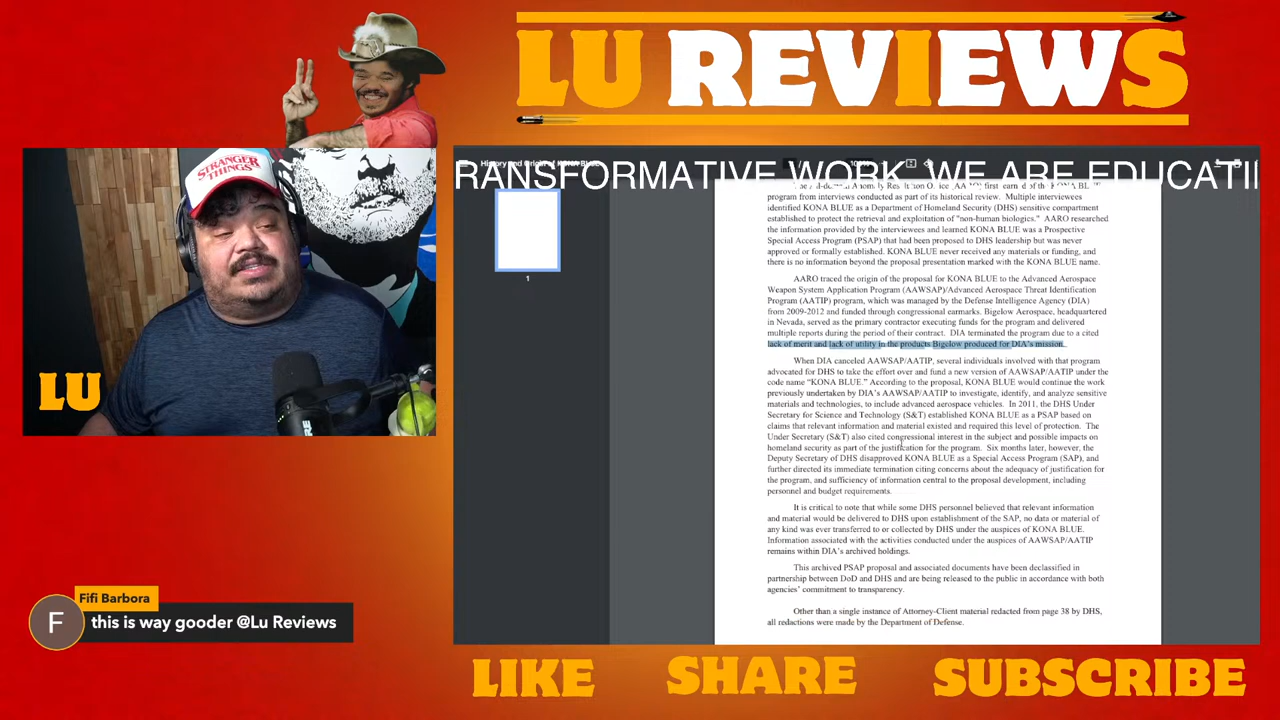 LU REVIEWS
STRANGER
THINGS
LU
Fifi Barbora
F
this is way gooder @Lu Reviews
History and Origin of KONA BLUE
RANSFORMATIVE WORK. WE ARE EDUCATI
1
program from interviews conducted as part of its historical review. Multiple interviewees
identified KONA BLUE as a Department of Homeland Security (DHS) sensitive compartment
established to protect the retrieval and exploitation of "non-human biologics." AARO researched
the information provided by the interviewees and learned KONA BLUE was a Prospective
Special Access Program (PSAP) that had been proposed to DHS leadership but was never
approved or formally established. KONA BLUE never received any materials or funding, and
there is no information beyond the proposal presentation marked with the KONA BLUE name.
AARO traced the origin of the proposal for KONA BLUE to the Advanced Aerospace
Weapon System Application Program (AAWSAP)/Advanced Aerospace Threat Identification
Program (AATIP) program, which was managed by the Defense Intelligence Agency (DIA)
from 2009-2012 and funded through congressional earmarks. Bigelow Aerospace, headquartered
in Nevada, served as the primary contractor executing funds for the program and delivered
multiple reports during the period of their contract. DIA terminated the program due to a cited
lack of merit and lack of utility in the products Bigelow produced for DIA's mission.
When DIA canceled AAWSAP/AATIP, several individuals involved with that program
advocated for DHS to take the effort over and fund a new version of AAWSAP/AATIP under the
code name “KONA BLUE.” According to the proposal, KONA BLUE would continue the work
previously undertaken by DIA's AAWSAP/AATIP to investigate, identify, and analyze sensitive
materials and technologies, to include advanced aerospace vehicles. In 2011, the DHS Under
Secretary for Science and Technology (S&T) established KONA BLUE as a PSAP based on
claims that relevant information and material existed and required this level of protection. The
Under Secretary (S&T) also cited congressional interest in the subject and possible impacts on
homeland security as part of the justification for the program. Six months later, however, the
Deputy Secretary of DHS disapproved KONA BLUE as a Special Access Program (SAP), and
further directed its immediate termination citing concerns about the adequacy of justification for
the program, and sufficiency of information central to the proposal development, including
personnel and budget requirements.
It is critical to note that while some DHS personnel believed that relevant information
and material would be delivered to DHS upon establishment of the SAP, no data or material of
any kind was ever transferred to or collected by DHS under the auspices of KONA BLUE.
Information associated with the activities conducted under the auspices of AAWSAP/AATIP
remains within DIA's archived holdings.
This archived PSAP proposal and associated documents have been declassified in
partnership between DoD and DHS and are being released to the public in accordance with both
agencies' commitment to transparency.
Other than a single instance of Attorney-Client material redacted from page 38 by DHS,
all redactions were made by the Department of Defense.
LIKE SHARE SUBSCRIBE